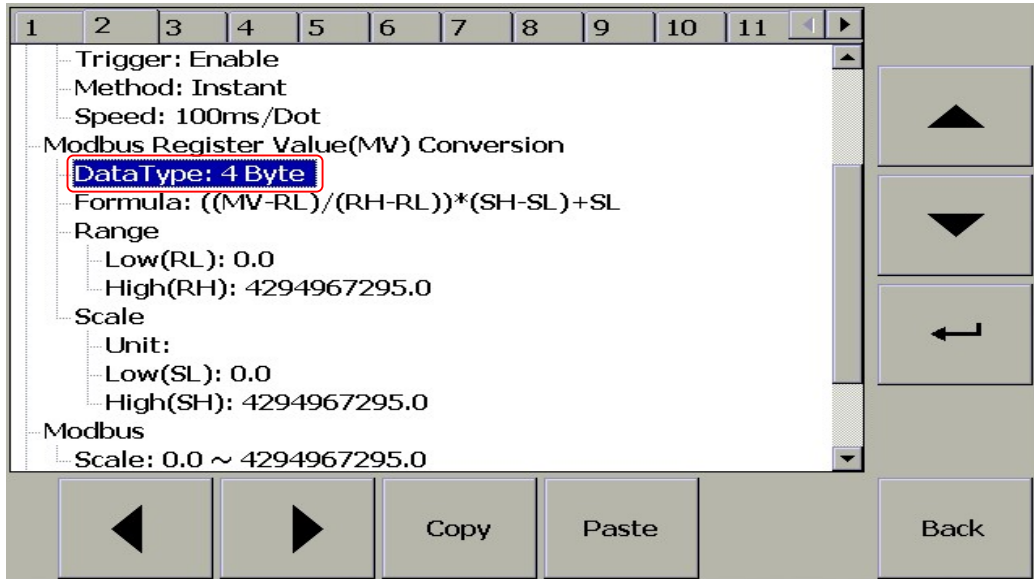 1 2 3 4 5 6 7 8 9 10 11
Trigger: Enable
Method: Instant
Speed: 100ms/Dot
Modbus Register Value(MV) Conversion
DataType: 4 Byte
Formula: ((MV-RL)/(RH-RL))*(SH-SL)+SL
Range
Low(RL): 0.0
High(RH): 4294967295.0
Scale
Unit:
Low(SL): 0.0
High(SH): 4294967295.0
Modbus
Scale: 0.0 ~ 4294967295.0
Copy Paste Back